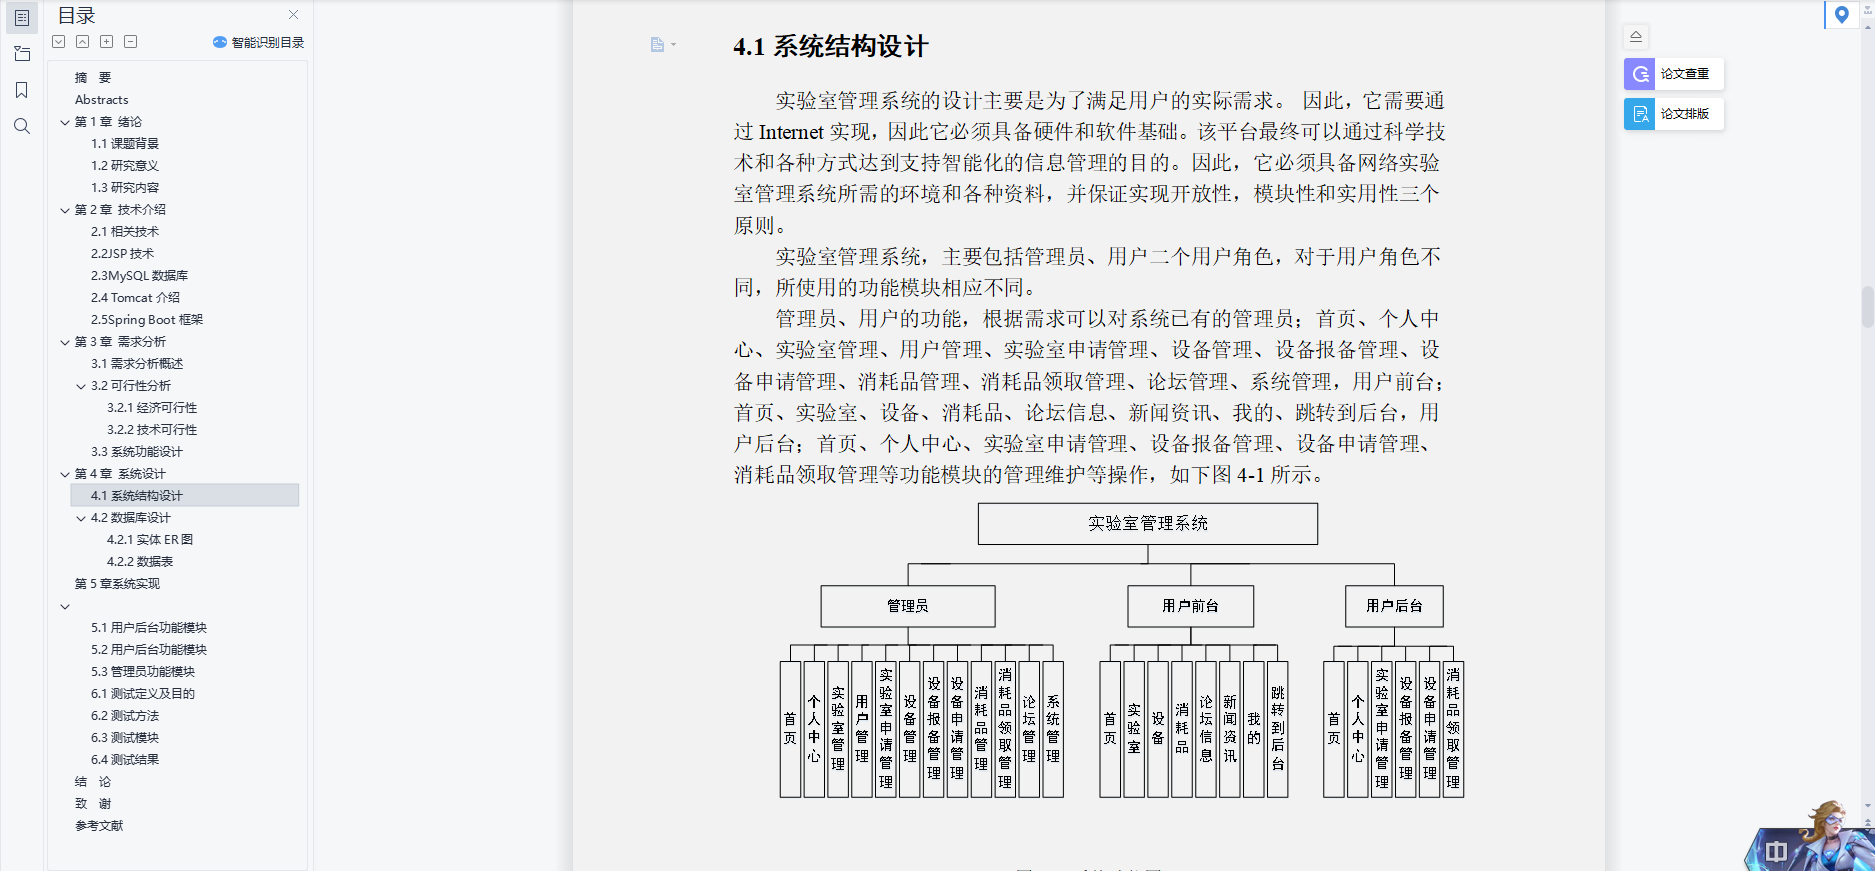 目录
智能识别目录
摘 要
Abstracts
第 1 章 绪论
1.1 课题背景
1.2 研究意义
1.3 研究内容
第 2 章 技术介绍
2.1 相关技术
2.2JSP 技术
2.3MySQL 数据库
2.4 Tomcat 介绍
2.5Spring Boot 框架
第 3 章 需求分析
3.1 需求分析概述
3.2 可行性分析
3.2.1 经济可行性
3.2.2 技术可行性
3.3 系统功能设计
第 4 章 系统设计
4.1 系统结构设计
4.2 数据库设计
4.2.1 实体 ER 图
4.2.2 数据表
第 5 章系统实现
5.1 用户后台功能模块
5.2 用户后台功能模块
5.3 管理员功能模块
6.1 测试定义及目的
6.2 测试方法
6.3 测试模块
6.4 测试结果
结 论
致 谢
参考文献
4.1 系统结构设计
实验室管理系统的设计主要是为了满足用户的实际需求。 因此，它需要通
过 Internet 实现，因此它必须具备硬件和软件基础。该平台最终可以通过科学技
术和各种方式达到支持智能化的信息管理的目的。因此，它必须具备网络实验
室管理系统所需的环境和各种资料，并保证实现开放性，模块性和实用性三个
原则。
实验室管理系统，主要包括管理员、用户二个用户角色，对于用户角色不
同，所使用的功能模块相应不同。
管理员、用户的功能，根据需求可以对系统已有的管理员；首页、个人中
心、实验室管理、用户管理、实验室申请管理、设备管理、设备报备管理、设
备申请管理、消耗品管理、消耗品领取管理、论坛管理、系统管理，用户前台；
首页、实验室、设备、消耗品、论坛信息、新闻资讯、我的、跳转到后台，用
户后台；首页、个人中心、实验室申请管理、设备报备管理、设备申请管理、
消耗品领取管理等功能模块的管理维护等操作，如下图 4-1 所示。
实验室管理系统
管理员
用户前台
用户后台
首页
个人中心
实验室管理
用户管理
实验室申请管理
设备管理
设备报备管理
设备申请管理
消耗品管理
消耗品领取管理
论坛管理
系统管理
首页
实验室
设备
消耗品
论坛信息
新闻资讯
我的
跳转到后台
首页
个人中心
实验室申请管理
设备报备管理
设备申请管理
消耗品领取管理
论文查重
论文排版
中